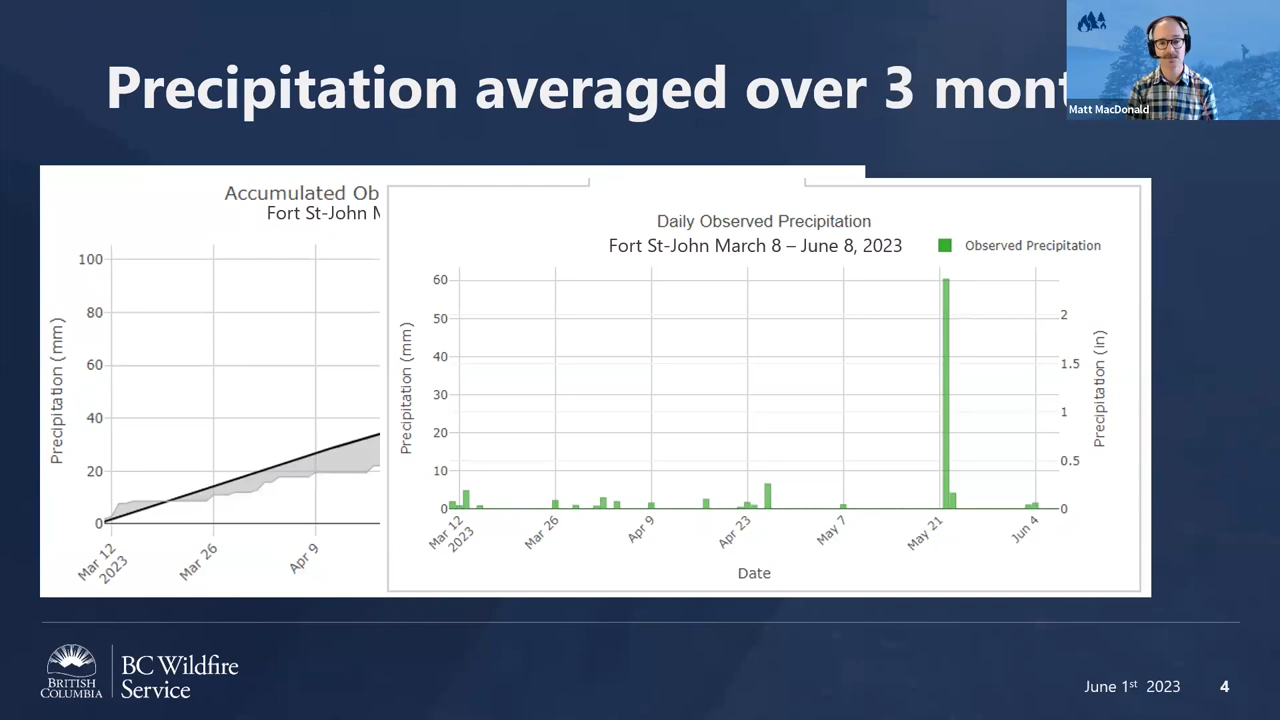 Precipitation averaged over 3 mont
Matt MacDonald
Accumulated Ob
Fort St-John M
100
80
60
40
20
0
Precipitation (mm)
Mar 12
2023
Mar 26
Apr 9
Daily Observed Precipitation
Fort St-John March 8 – June 8, 2023
Observed Precipitation
60
50
40
30
20
10
0
Precipitation (mm)
2
1.5
1
0.5
0
Precipitation (in)
Mar 12
2023
Mar 26
Apr 9
Apr 23
May 7
May 21
Jun 4
Date
BRITISH
COLUMBIA
BC Wildfire
Service
June 1st 2023
4